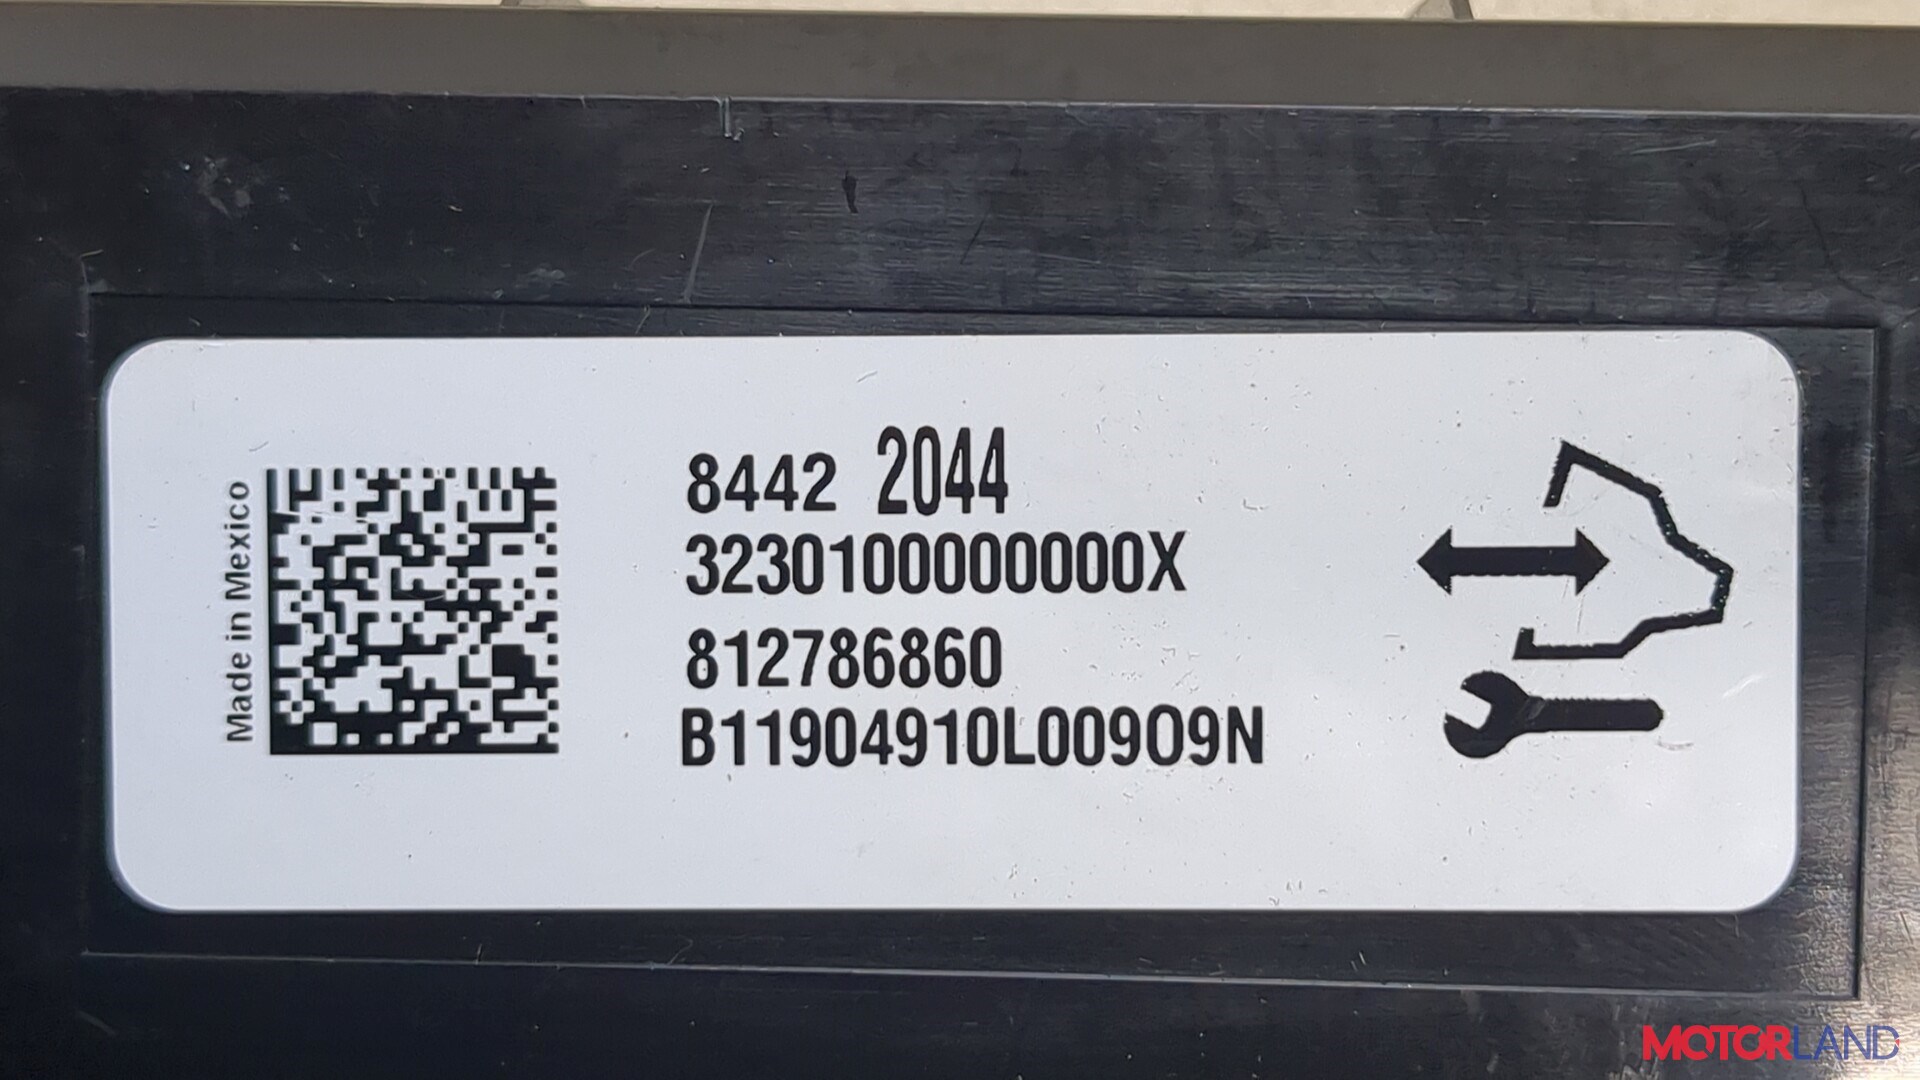 Made in Mexico
8442 2044
3230100000000X
812786860
B11904910L00909N
MOTORLAND